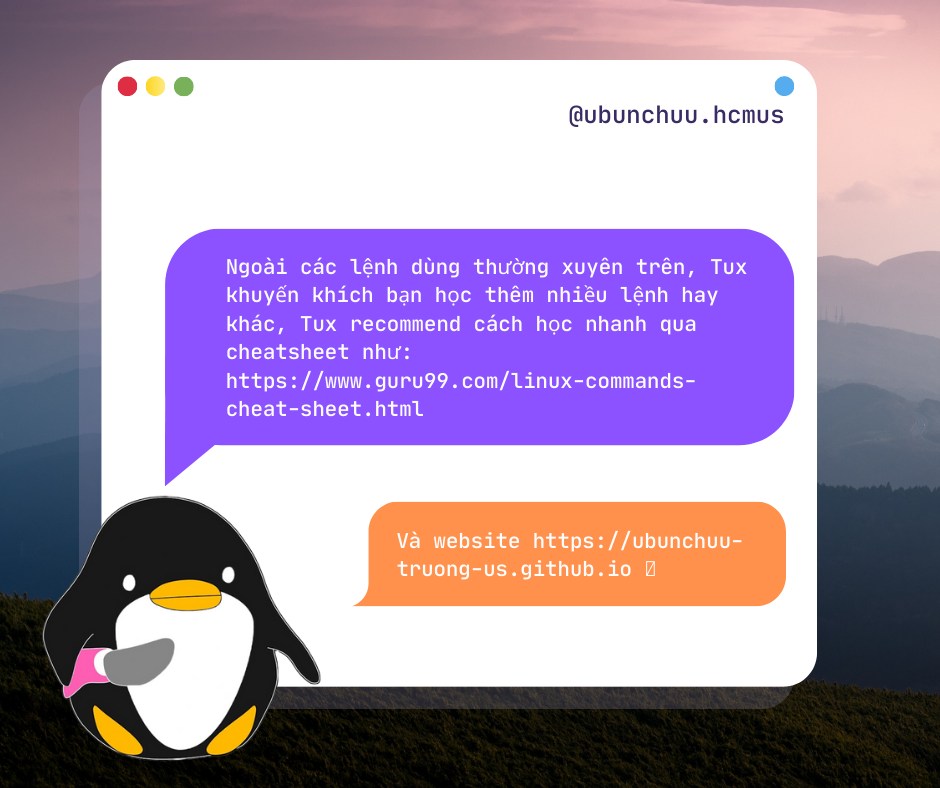 @ubunchuu.hcmus
Ngoài các lệnh dùng thường xuyên trên, Tux
khuyến khích bạn học thêm nhiều lệnh hay
khác, Tux recommend cách học nhanh qua
cheatsheet như:
https://www.guru99.com/linux-commands-
cheat-sheet.html
Và website https://ubunchuu-
truong-us.github.io